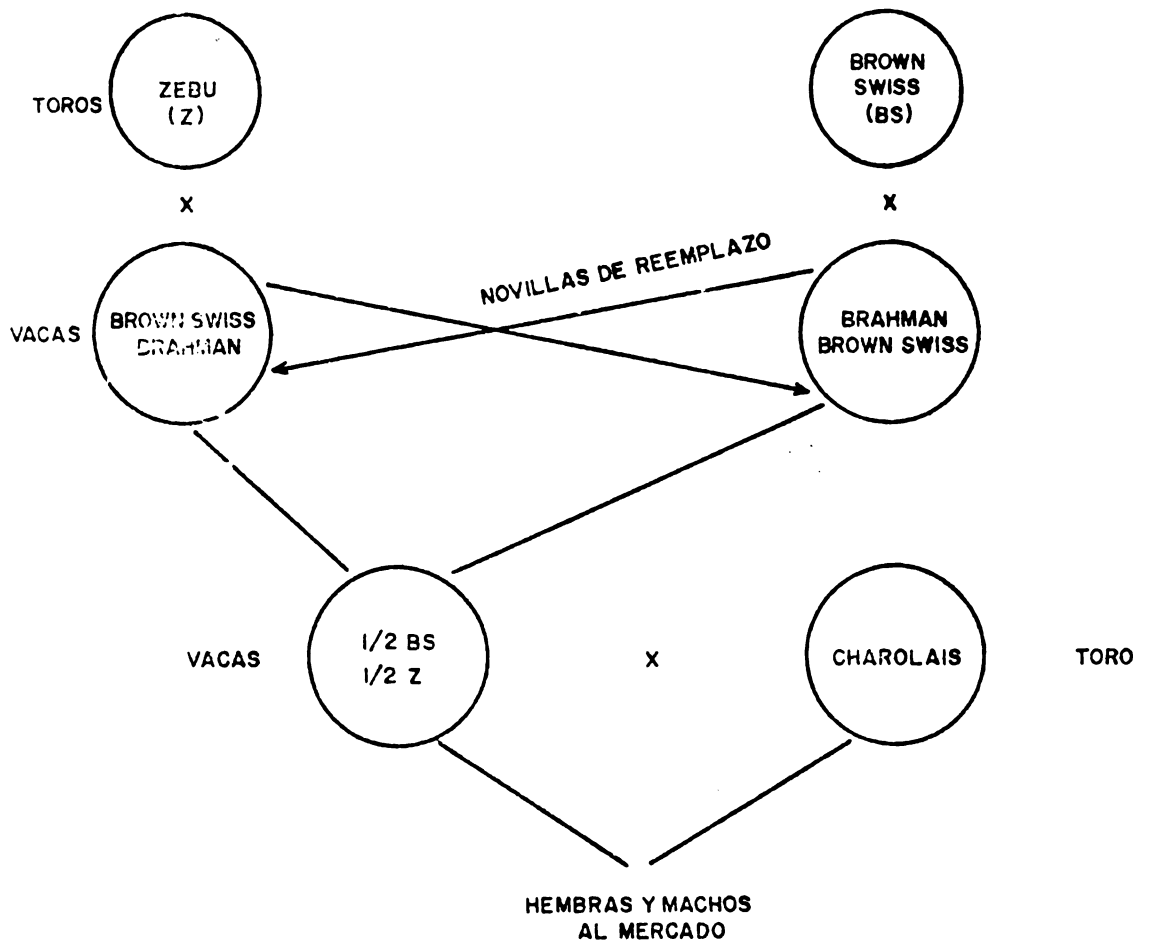 TOROS
ZEBU
(Z)
BROWN
SWISS
(BS)
X
X
NOVILLAS DE REEMPLAZO
VACAS
BROWN SWISS
BRAHMAN
BRAHMAN
BROWN SWISS
VACAS
1/2 BS
1/2 Z
X
CHAROLAIS
TORO
HEMBRAS Y MACHOS
AL MERCADO